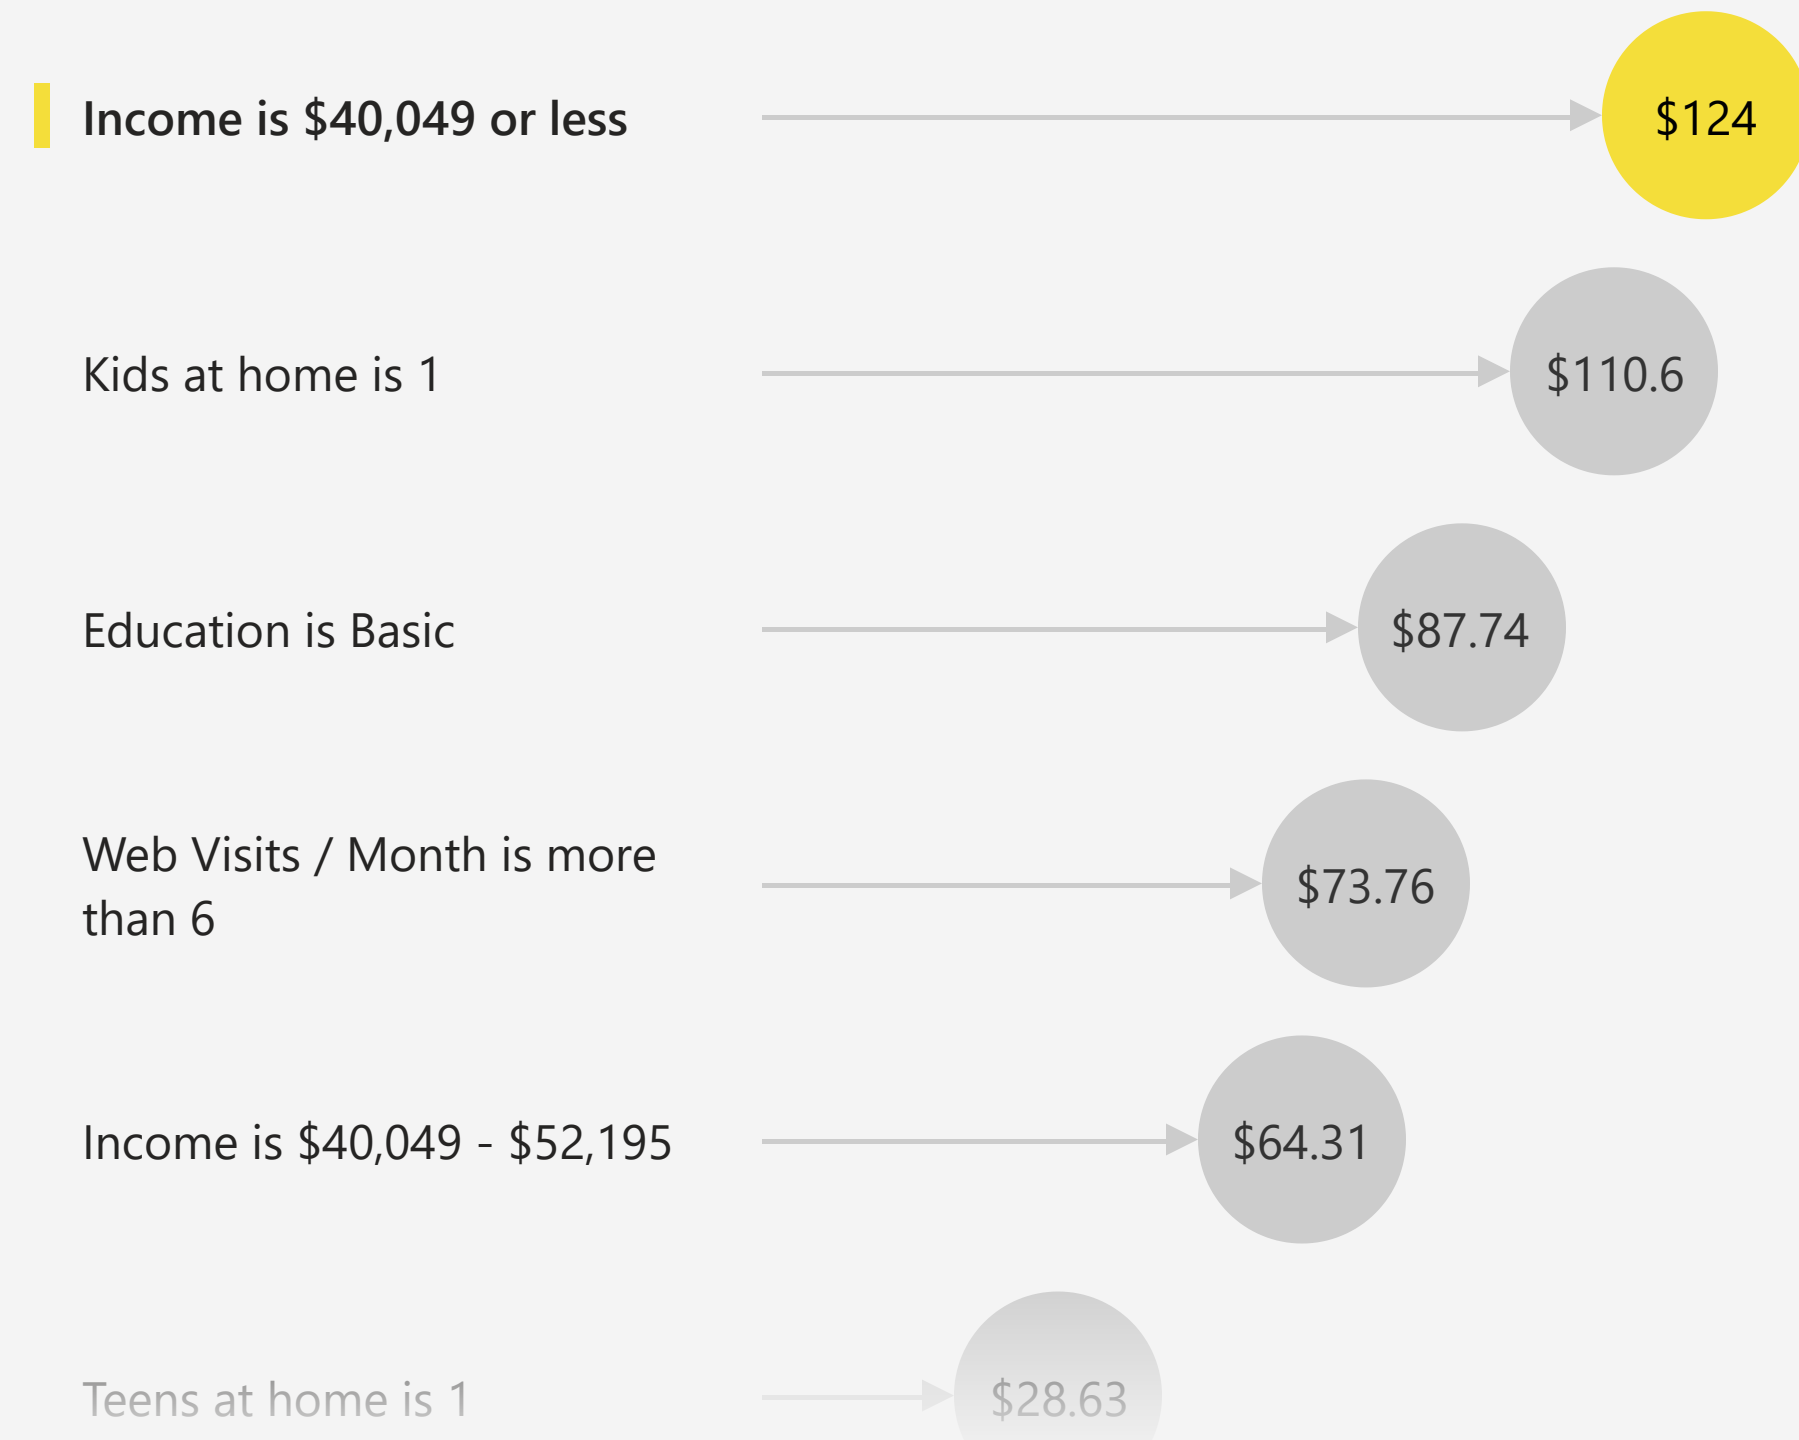 Income is $40,049 or less
$124
Kids at home is 1
$110.6
Education is Basic
$87.74
Web Visits / Month is more
than 6
$73.76
Income is $40,049 - $52,195
$64.31
Teens at home is 1
$28.63